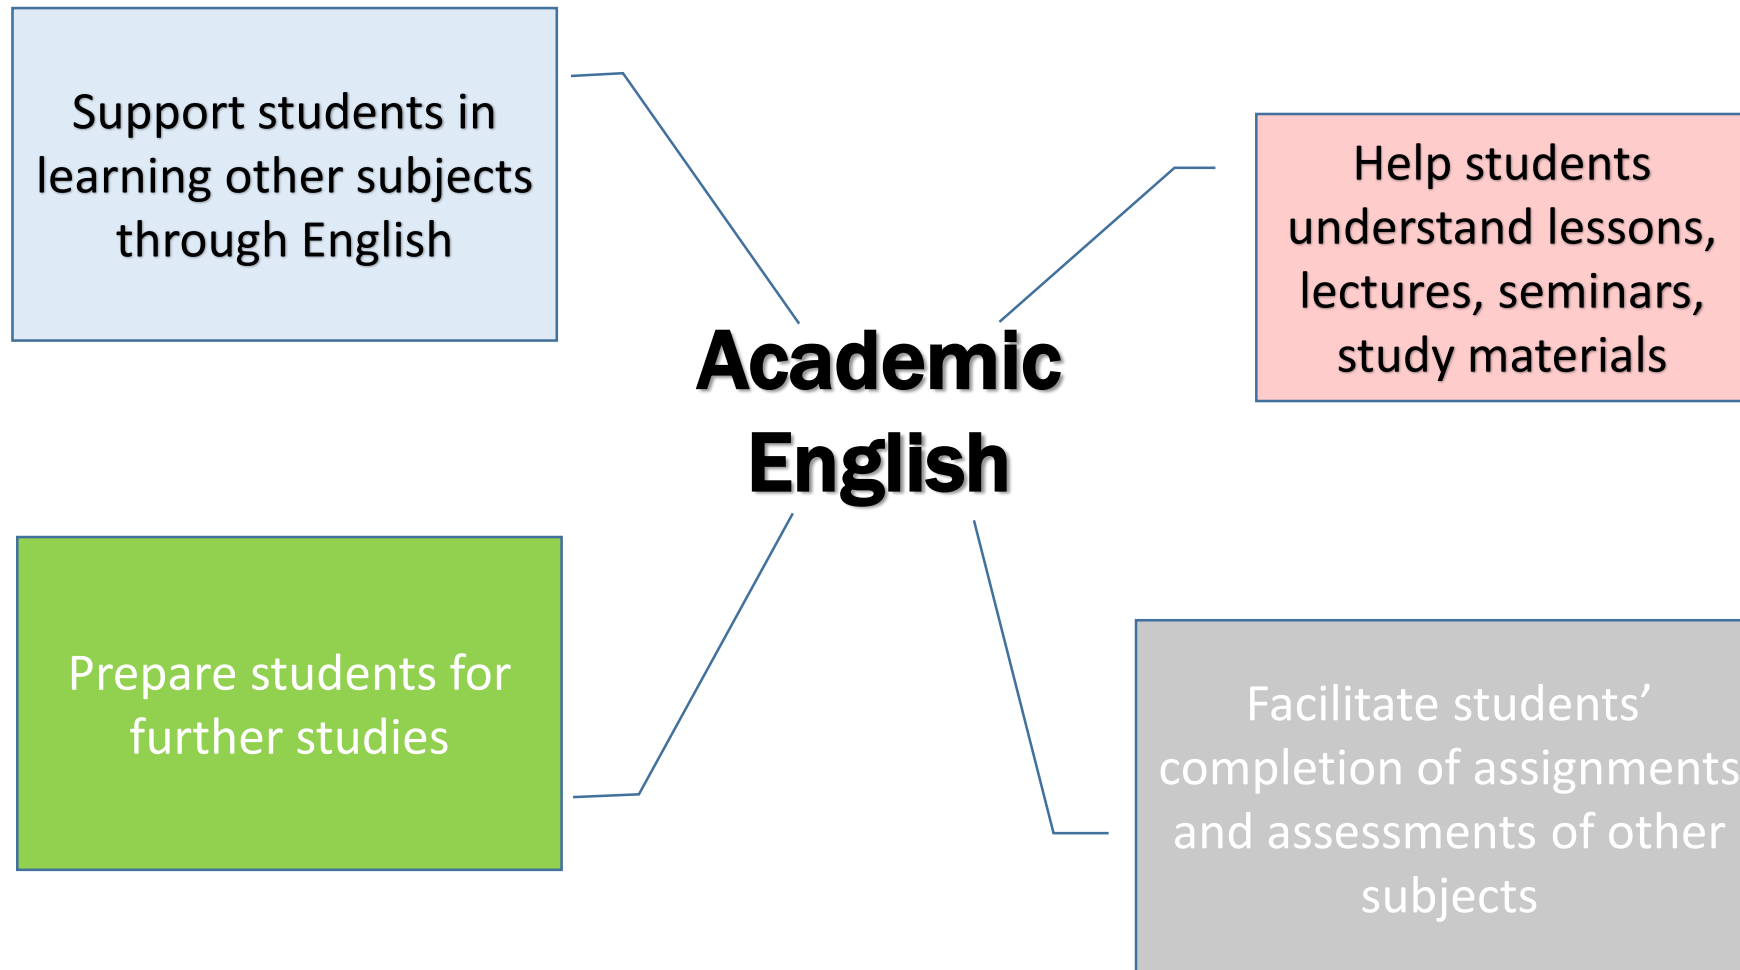 Support students in
learning other subjects
through English
Help students
understand lessons,
lectures, seminars,
study materials
Academic
English
Prepare students for
further studies
Facilitate students’
completion of assignments
and assessments of other
subjects